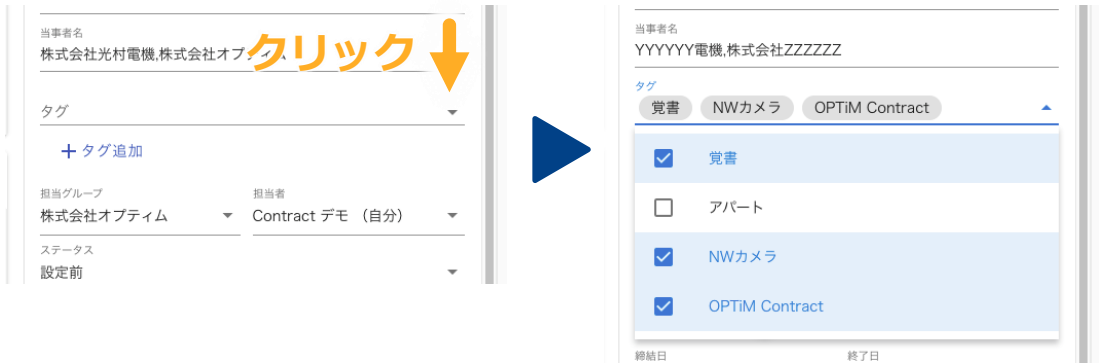 当事者名
株式会社光村電機,株式会社オプティム
クリック
タグ
+ タグ追加
担当グループ
担当者
株式会社オプティム
Contract デモ （自分）
ステータス
設定前
当事者名
YYYYYY電機,株式会社ZZZZZZ
タグ
覚書 NWカメラ OPTiM Contract
覚書
アパート
NWカメラ
OPTiM Contract
締結日
終了日